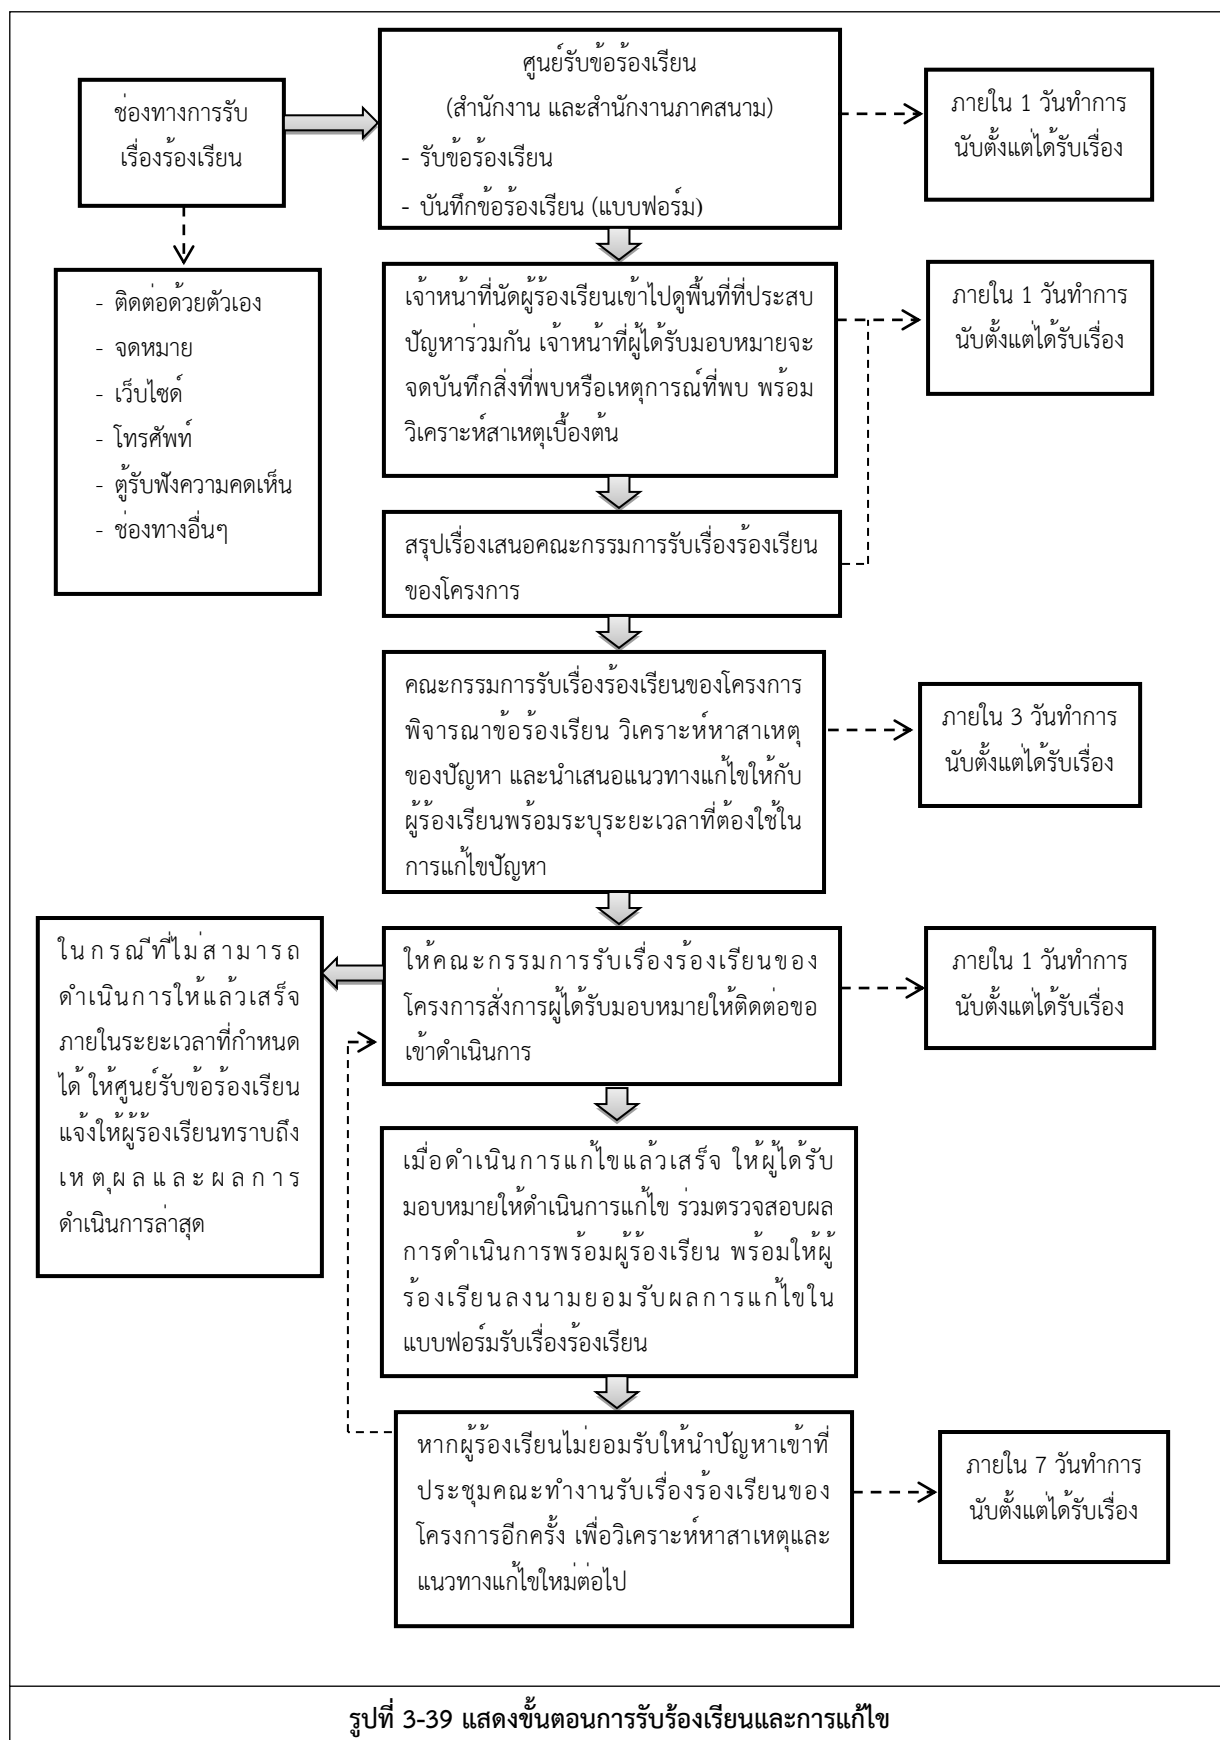 ช่องทางการรับ
เรื่องร้องเรียน
ศูนย์รับข้อร้องเรียน
(สำนักงาน และสำนักงานภาคสนาม)
- รับข้อร้องเรียน
- บันทึกข้อร้องเรียน (แบบฟอร์ม)
ภายใน 1 วันทำการ
นับตั้งแต่ได้รับเรื่อง
- ติดต่อด้วยตัวเอง
- จดหมาย
- เว็บไซด์
- โทรศัพท์
- ตู้รับฟังความคดเห็น
- ช่องทางอื่นๆ
เจ้าหน้าที่นัดผู้ร้องเรียนเข้าไปดูพื้นที่ที่ประสบ
ปัญหาร่วมกัน เจ้าหน้าที่ผู้ได้รับมอบหมายจะ
จดบันทึกสิ่งที่พบหรือเหตุการณ์ที่พบ พร้อม
วิเคราะห์สาเหตุเบื้องต้น
ภายใน 1 วันทำการ
นับตั้งแต่ได้รับเรื่อง
สรุปเรื่องเสนอคณะกรรมการรับเรื่องร้องเรียน
ของโครงการ
คณะกรรมการรับเรื่องร้องเรียนของโครงการ
พิจารณาข้อร้องเรียน วิเคราะห์หาสาเหตุ
ของปัญหา และนำเสนอแนวทางแก้ไขให้กับ
ผู้ร้องเรียนพร้อมระบุระยะเวลาที่ต้องใช้ใน
การแก้ไขปัญหา
ภายใน 3 วันทำการ
นับตั้งแต่ได้รับเรื่อง
ในกรณีที่ไม่สามารถ
ดำเนินการให้แล้วเสร็จ
ภายในระยะเวลาที่กำหนด
ได้ ให้ศูนย์รับข้อร้องเรียน
แจ้งให้ผู้ร้องเรียนทราบถึง
เหตุผลและผลการ
ดำเนินการล่าสุด
ให้คณะกรรมการรับเรื่องร้องเรียนของ
โครงการสั่งการผู้ได้รับมอบหมายให้ติดต่อขอ
เข้าดำเนินการ
ภายใน 1 วันทำการ
นับตั้งแต่ได้รับเรื่อง
เมื่อดำเนินการแก้ไขแล้วเสร็จ ให้ผู้ได้รับ
มอบหมายให้ดำเนินการแก้ไข ร่วมตรวจสอบผล
การดำเนินการพร้อมผู้ร้องเรียน พร้อมให้ผู้
ร้องเรียนลงนามยอมรับผลการแก้ไขใน
แบบฟอร์มรับเรื่องร้องเรียน
หากผู้ร้องเรียนไม่ยอมรับให้นำปัญหาเข้าที่
ประชุมคณะทำงานรับเรื่องร้องเรียนของ
โครงการอีกครั้ง เพื่อวิเคราะห์หาสาเหตุและ
แนวทางแก้ไขใหม่ต่อไป
ภายใน 7 วันทำการ
นับตั้งแต่ได้รับเรื่อง
รูปที่ 3-39 แสดงขั้นตอนการรับร้องเรียนและการแก้ไข